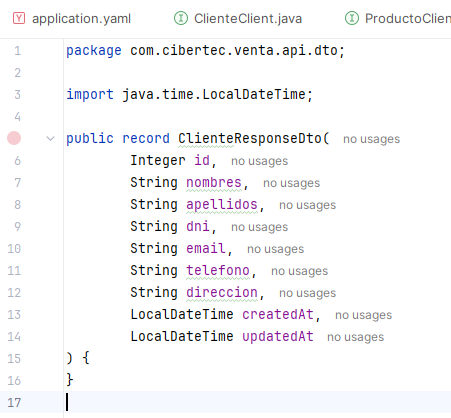 application.yaml ClienteClient.java ProductoClien
1 package com.cibertec.venta.api.dto;
2
3 import java.time.LocalDateTime;
4
public record ClienteResponseDto( no usages
6 Integer id, no usages
7 String nombres, no usages
8 String apellidos, no usages
9 String dni, no usages
10 String email, no usages
11 String telefono, no usages
12 String direccion, no usages
13 LocalDateTime createdAt, no usages
14 LocalDateTime updatedAt no usages
15 ) {
16 }
17